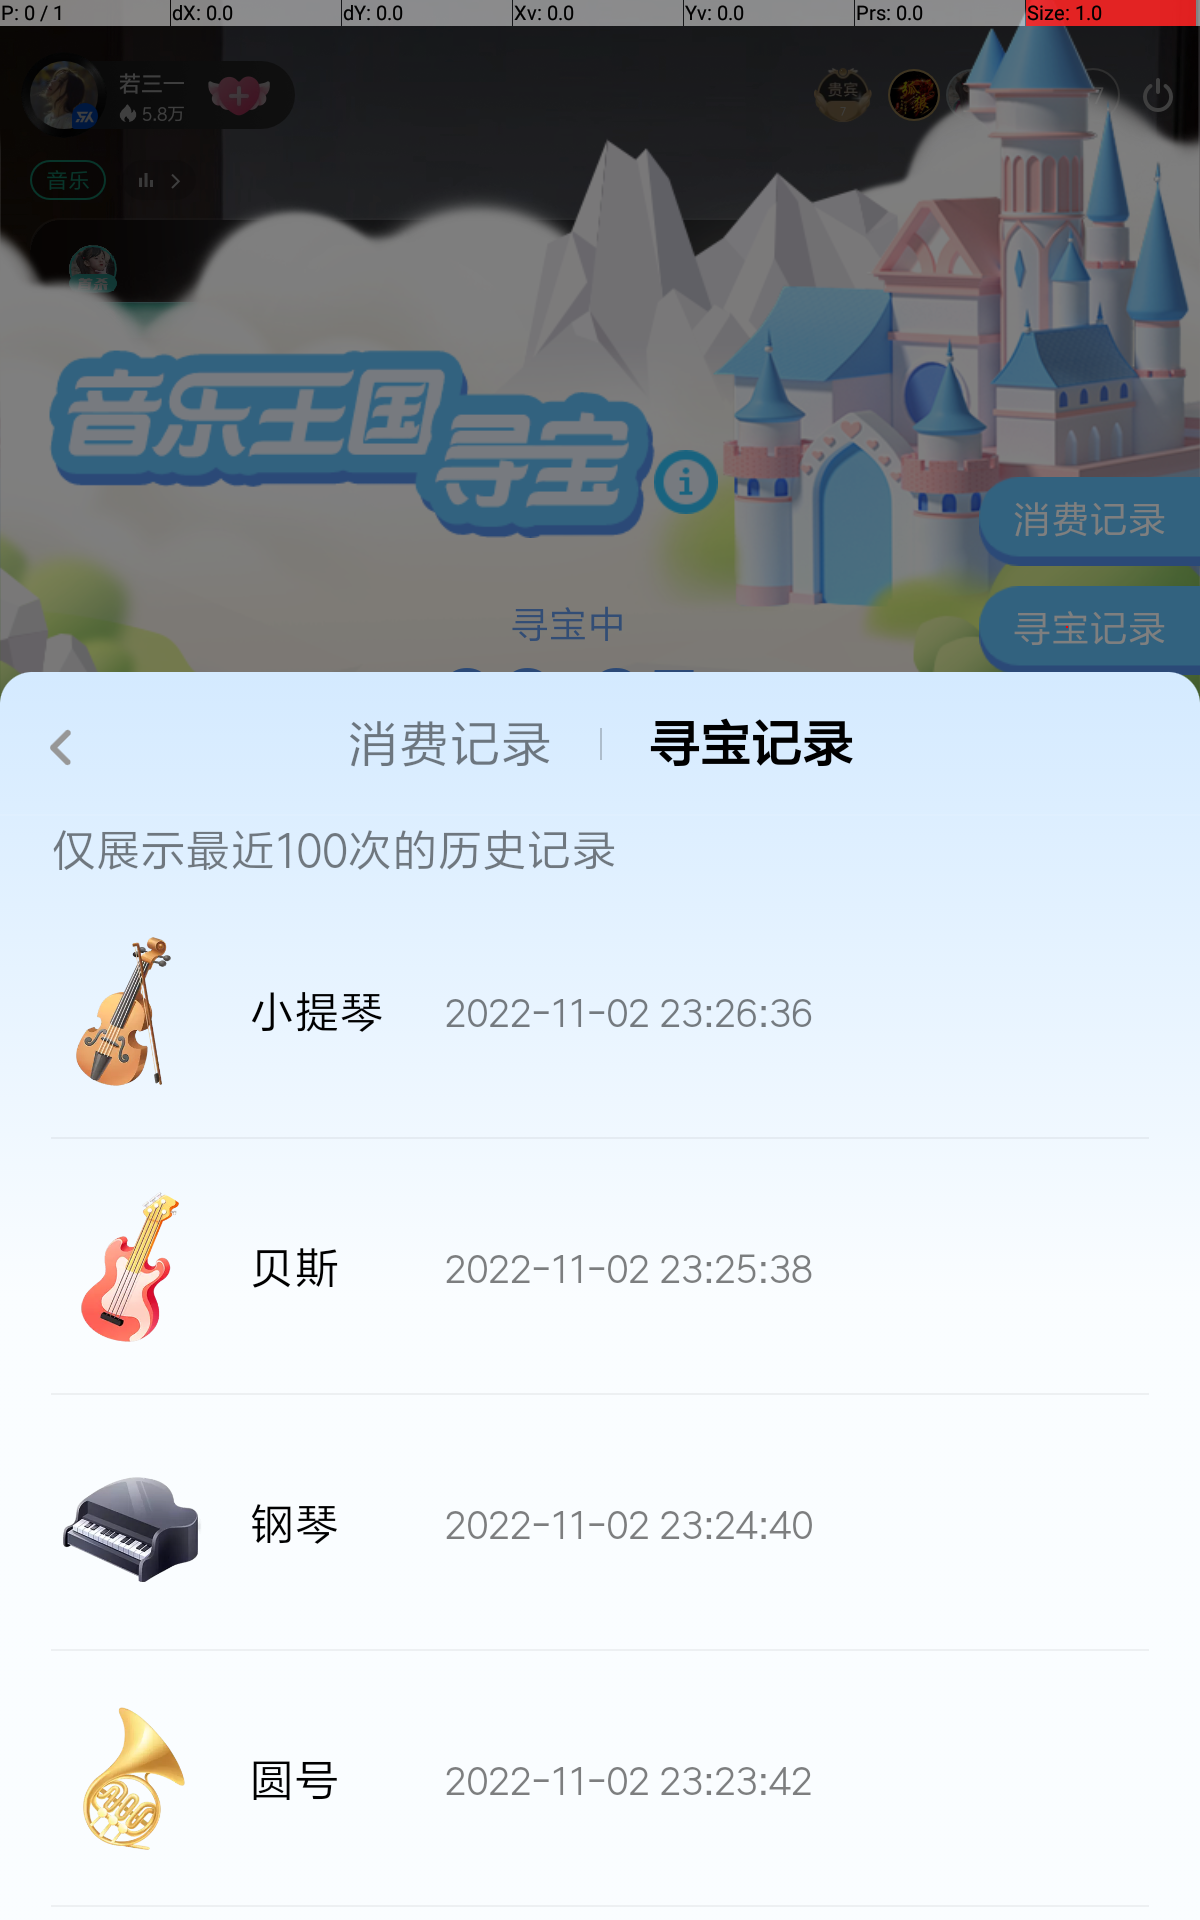 P: 0 / 1 dX: 0.0 dY: 0.0 Xv: 0.0 Yv: 0.0 Prs: 0.0 Size: 1.0
若三一
5.8万
贵宾
7
7
音乐
音乐王国
寻宝
i
消费记录
寻宝中
寻宝记录
消费记录 寻宝记录
仅展示最近100次的历史记录
小提琴 2022-11-02 23:26:36
贝斯 2022-11-02 23:25:38
钢琴 2022-11-02 23:24:40
圆号 2022-11-02 23:23:42